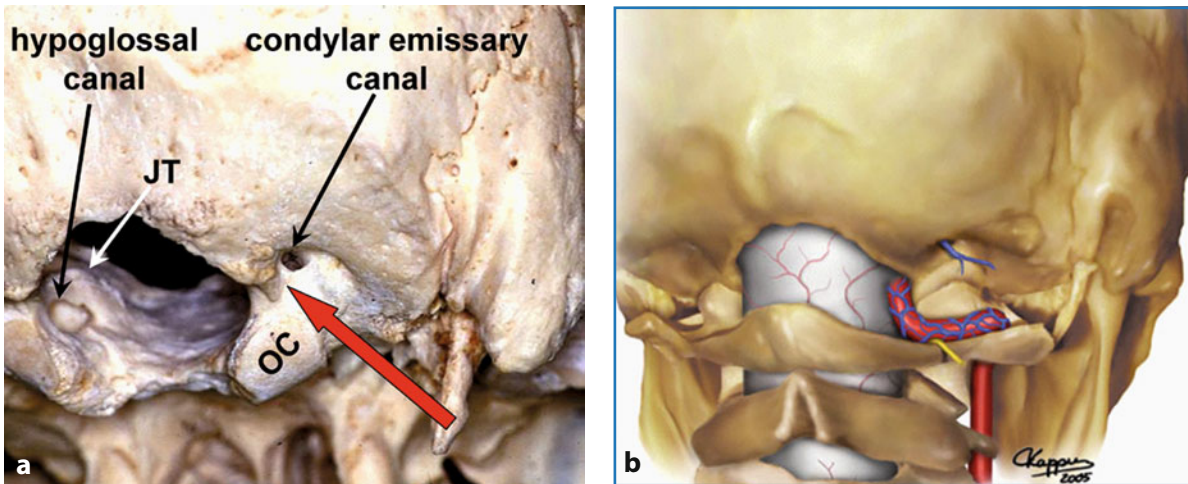 hypoglossal
canal
condylar emissary
canal
JT
OC
a
b
CKappus
2005